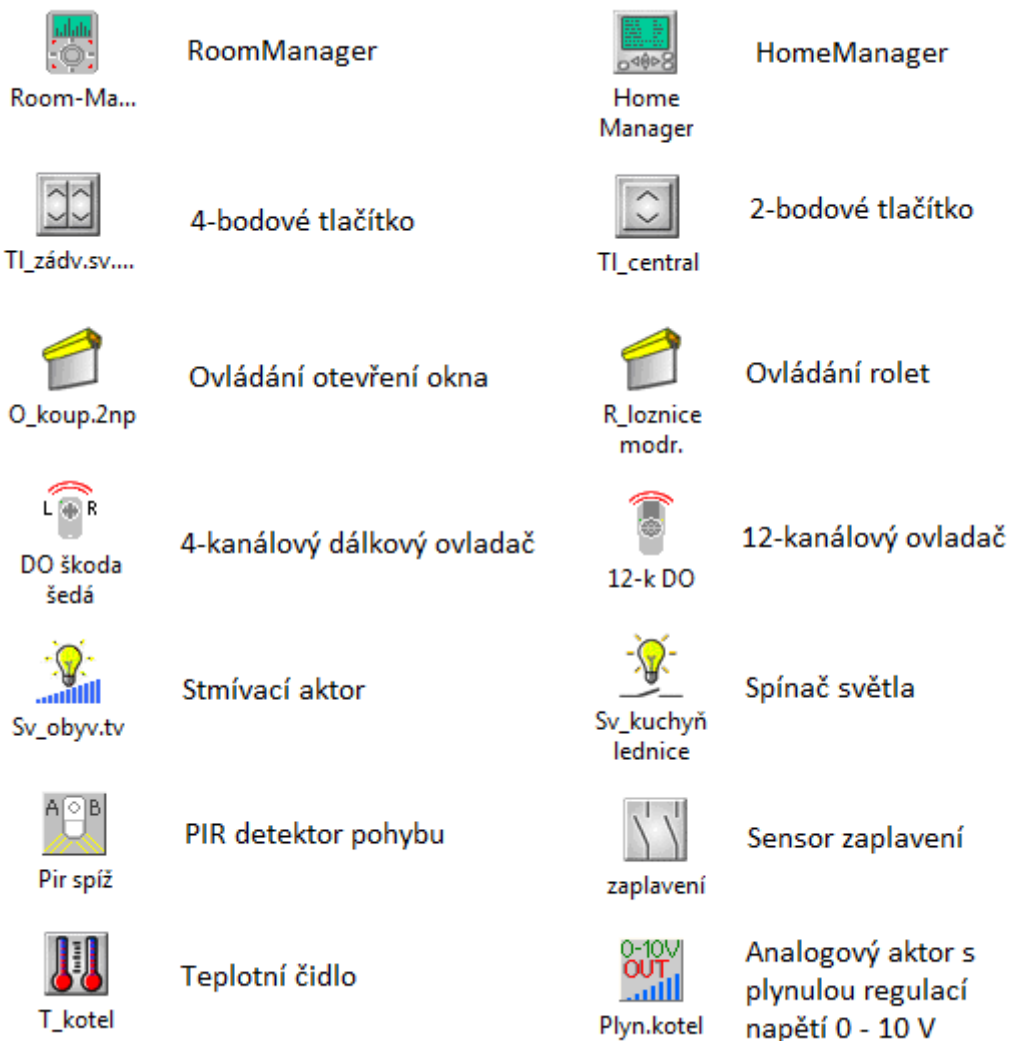 RoomManager
Room-Ma...
HomeManager
Home
Manager
4-bodové tlačítko
Tl_zádv.sv....
2-bodové tlačítko
Tl_central
Ovládání otevření okna
O_koup.2np
Ovládání rolet
R_loznice
modr.
L R
4-kanálový dálkový ovladač
DO škoda
šedá
12-kanálový ovladač
12-k DO
Stmívací aktor
Sv_obyv.tv
Spínač světla
Sv_kuchyň
lednice
A B
PIR detektor pohybu
Pir spíž
Sensor zaplavení
zaplavení
Teplotní čidlo
T_kotel
0-10V
OUT
Plyn.kotel
Analogový aktor s
plynulou regulací
napětí 0 - 10 V